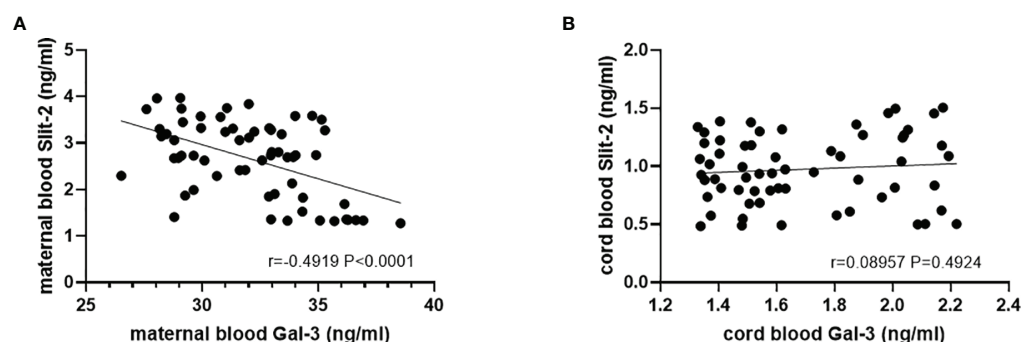 A
maternal blood Slit-2 (ng/ml)
5
4
3
2
1
0
25
30
35
40
r=-0.4919 P<0.0001
maternal blood Gal-3 (ng/ml)
B
cord blood Slit-2 (ng/ml)
2.0
1.5
1.0
0.5
0.0
1.2
1.4
1.6
1.8
2.0
2.2
2.4
r=0.08957 P=0.4924
cord blood Gal-3 (ng/ml)